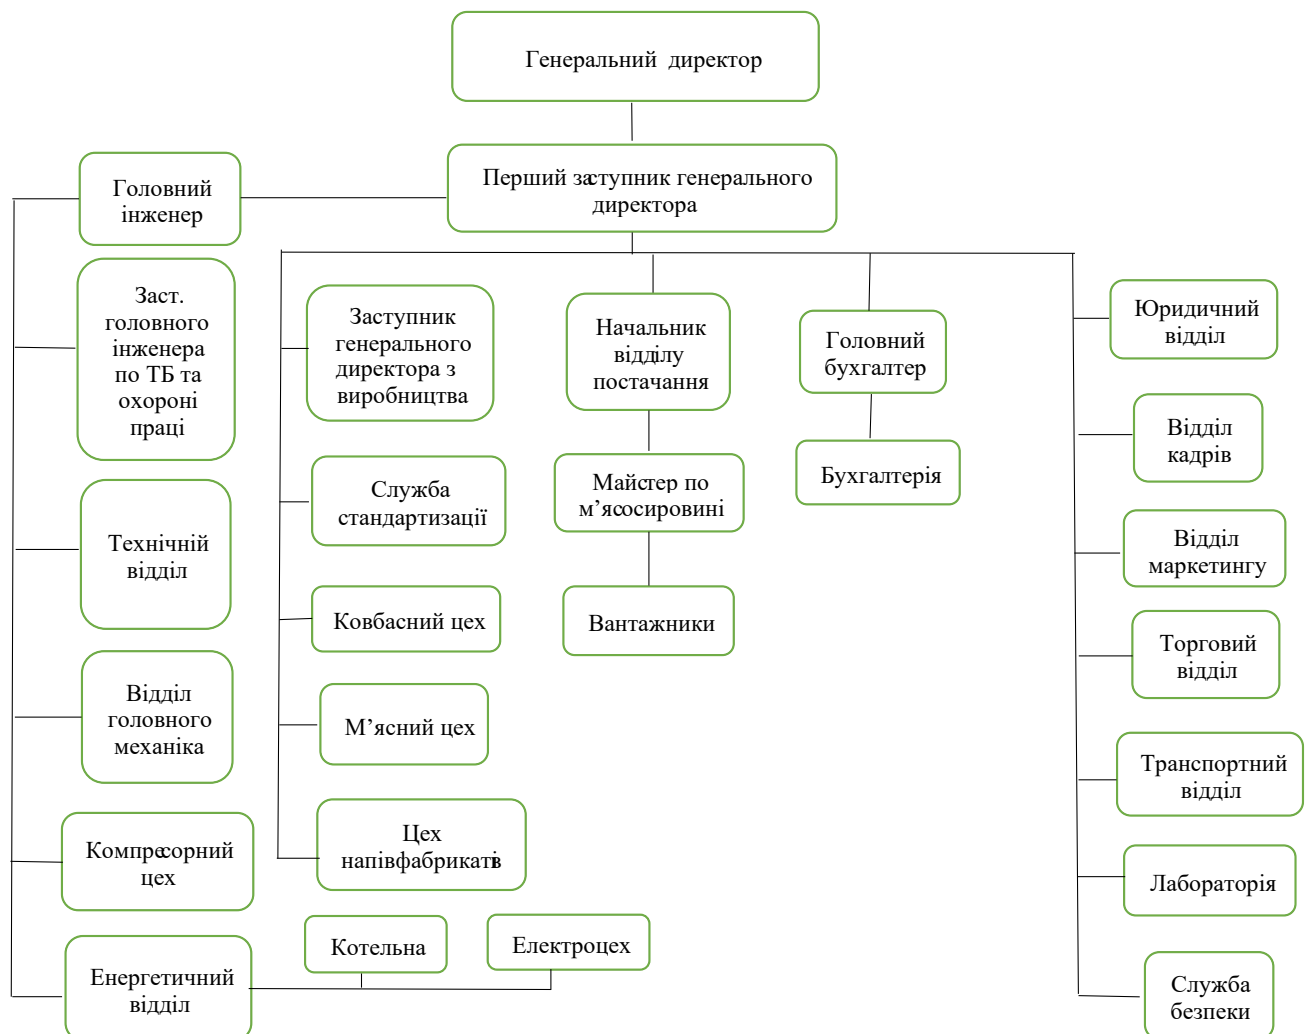 Генеральний директор
Перший заступник генерального
директора
Головний
інженер
Заст.
головного
інженера
по ТБ та
охороні
праці
Технічній
відділ
Відділ
головного
механіка
Компресорний
цех
Енергетичний
відділ
Котельна
Електроцех
Заступник
генерального
директора з
виробництва
Служба
стандартизації
Ковбасний цех
М’ясний цех
Цех
напівфабрикатів
Начальник
відділу
постачання
Майстер по
м’ясосировині
Вантажники
Головний
бухгалтер
Бухгалтерія
Юридичний
відділ
Відділ
кадрів
Відділ
маркетингу
Торговий
відділ
Транспортний
відділ
Лабораторія
Служба
безпеки